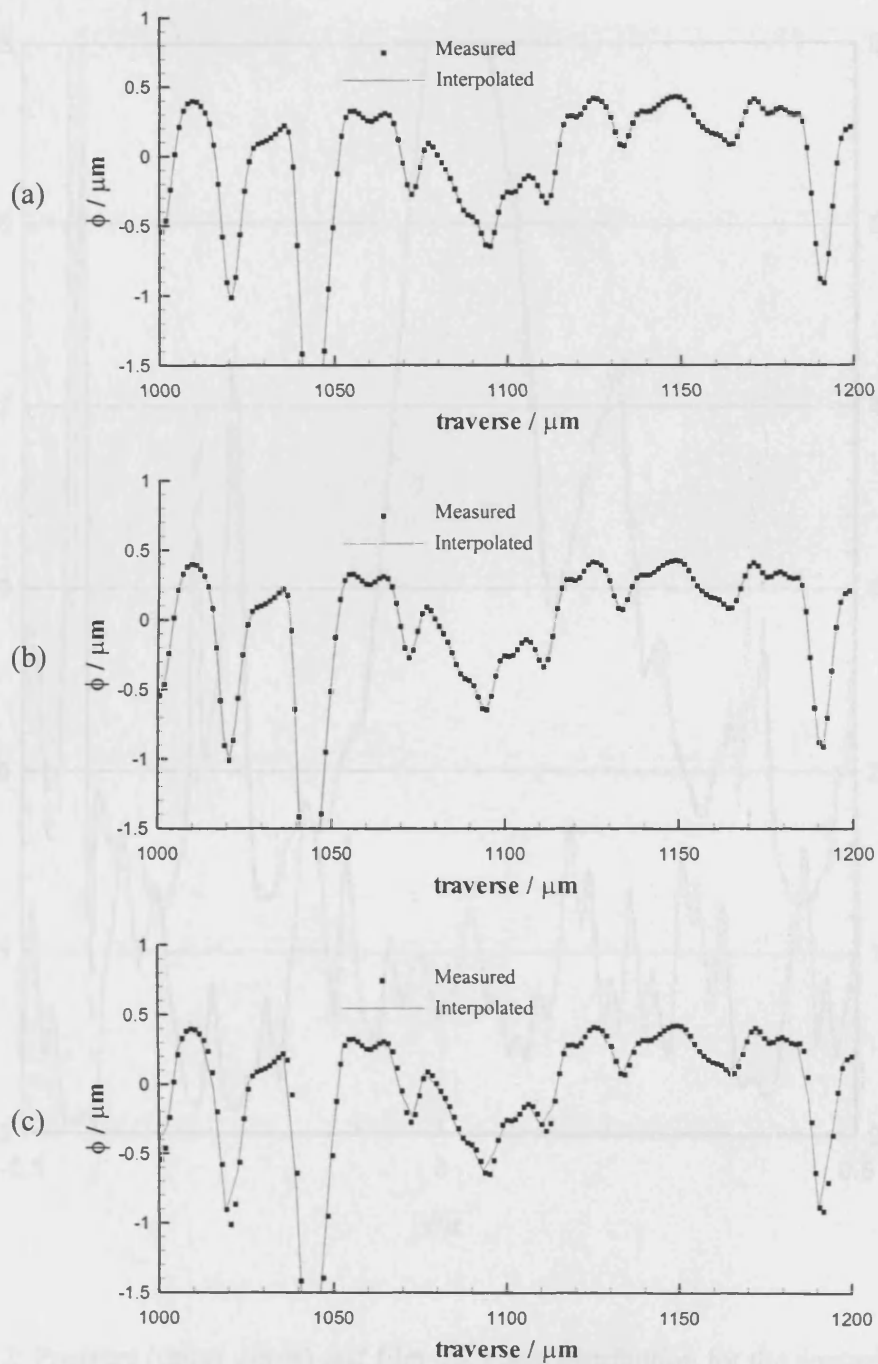 1
Measured
Interpolated
0.5
(a)
ϕ / μm
0
-0.5
-1
-1.5
1000 1050 1100 1150 1200
traverse / μm
1
Measured
Interpolated
0.5
(b)
ϕ / μm
0
-0.5
-1
-1.5
1000 1050 1100 1150 1200
traverse / μm
1
Measured
Interpolated
0.5
(c)
ϕ / μm
0
-0.5
-1
-1.5
1000 1050 1100 1150 1200
traverse / μm